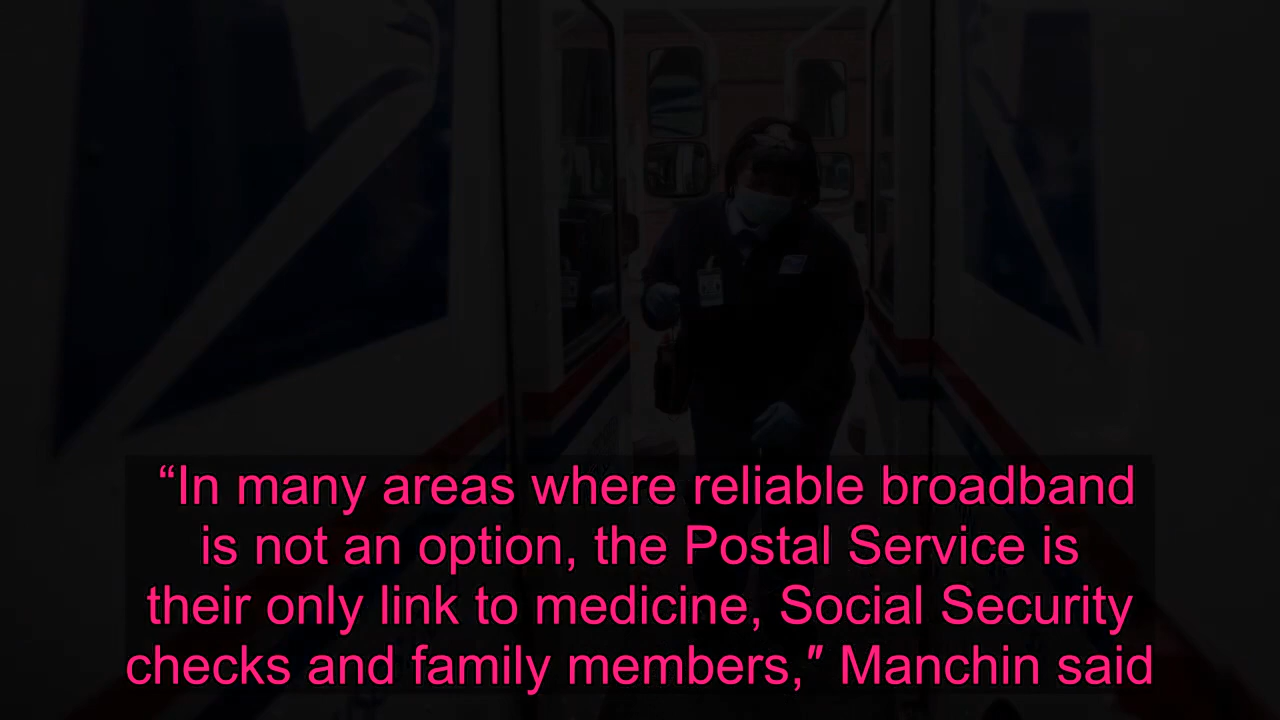 “In many areas where reliable broadband
is not an option, the Postal Service is
their only link to medicine, Social Security
checks and family members,″ Manchin said